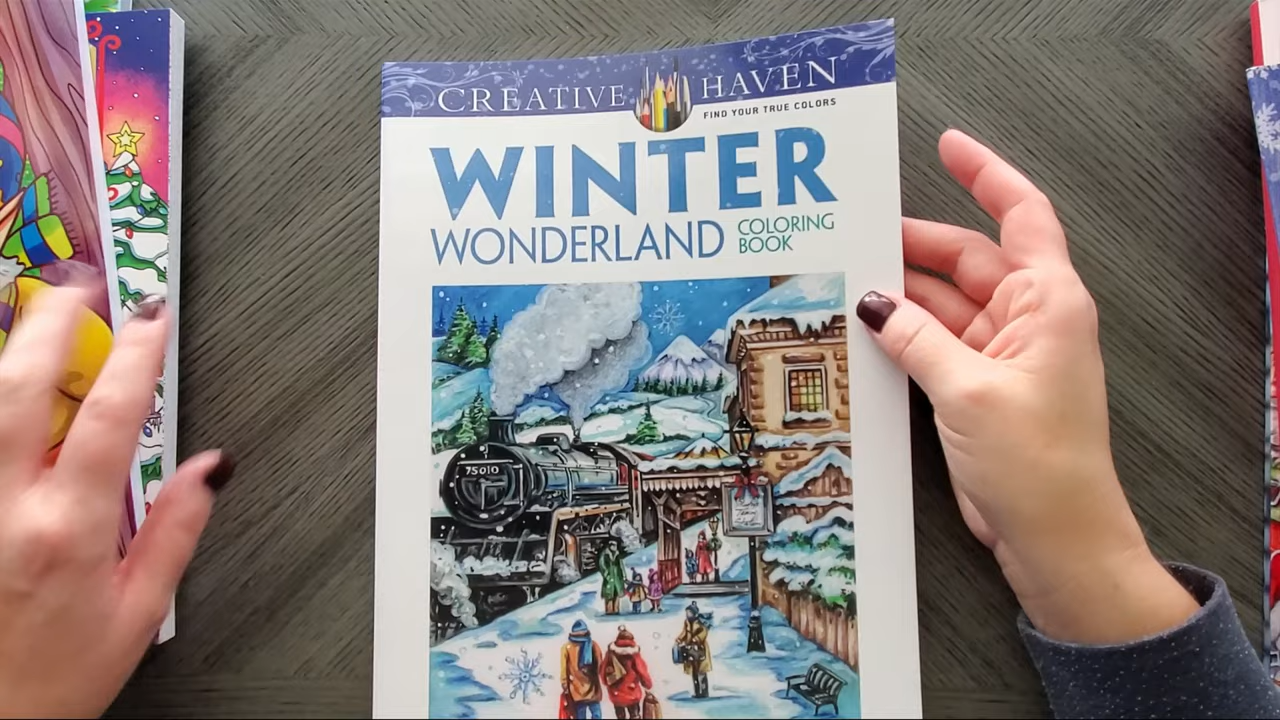 CREATIVE HAVEN
FIND YOUR TRUE COLORS
WINTER
WONDERLAND
COLORING
BOOK
75010